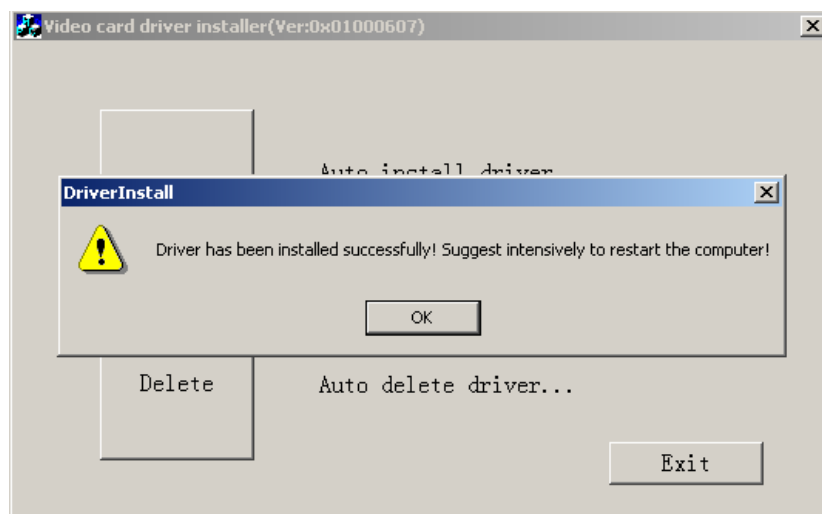 Video card driver installer(Ver:0x01000607)
Auto install driver
DriverInstall
Driver has been installed successfully! Suggest intensively to restart the computer!
OK
Delete
Auto delete driver...
Exit